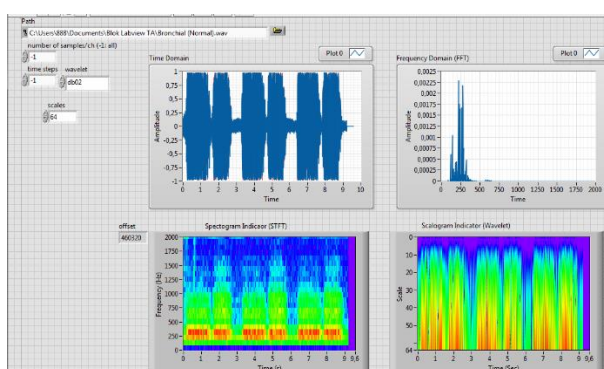 Path
C:\Users\888\Documents\Blok Labview TA\Bronchial (Normal).wav
number of samples/ch (-1: all)
-1
time steps wavelet
-1 db02
scales
64
Time Domain
Plot 0
Amplitude
1
0,75
0,5
0,25
0
-0,25
-0,5
-0,75
-1
0 1 2 3 4 5 6 7 8 9 10
Time
Frequency Domain (FFT)
Plot 0
Amplitude
0,0025
0,00225
0,002
0,00175
0,0015
0,00125
0,001
0,00075
0,0005
0,00025
0
0 250 500 750 1000 1250 1500 1750 2000
Time
offset
460320
Spectogram Indicaor (STFT)
Frequency (Hz)
2000
1750
1500
1250
1000
750
500
250
0
0 1 2 3 4 5 6 7 8 9 9,6
Time (s)
Scalogram Indicator (Wavelet)
Scale
0
10
20
30
40
50
64
0 1 2 3 4 5 6 7 8 9 9,6
Time (Sec)